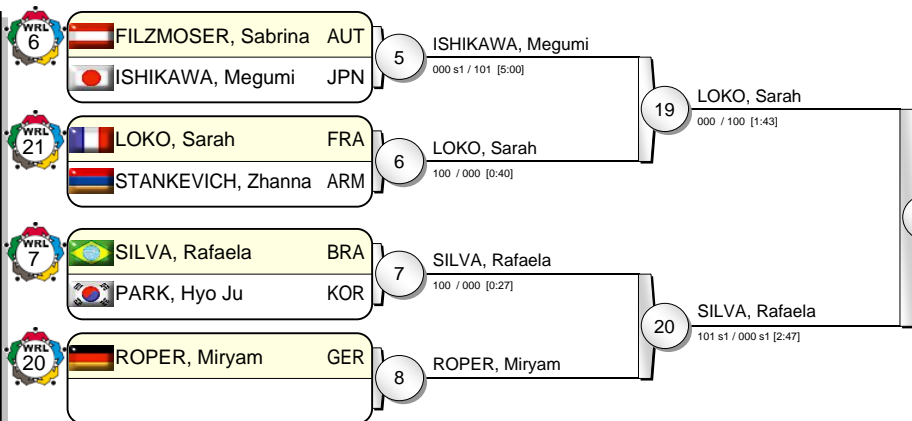 WRL
6
FILZMOSER, Sabrina AUT
ISHIKAWA, Megumi JPN
5
ISHIKAWA, Megumi
000 s1 / 101 [5:00]
WRL
21
LOKO, Sarah FRA
STANKEVICH, Zhanna ARM
6
LOKO, Sarah
100 / 000 [0:40]
19
LOKO, Sarah
000 / 100 [1:43]
WRL
7
SILVA, Rafaela BRA
PARK, Hyo Ju KOR
7
SILVA, Rafaela
100 / 000 [0:27]
WRL
20
ROPER, Miryam GER
8
ROPER, Miryam
20
SILVA, Rafaela
101 s1 / 000 s1 [2:47]